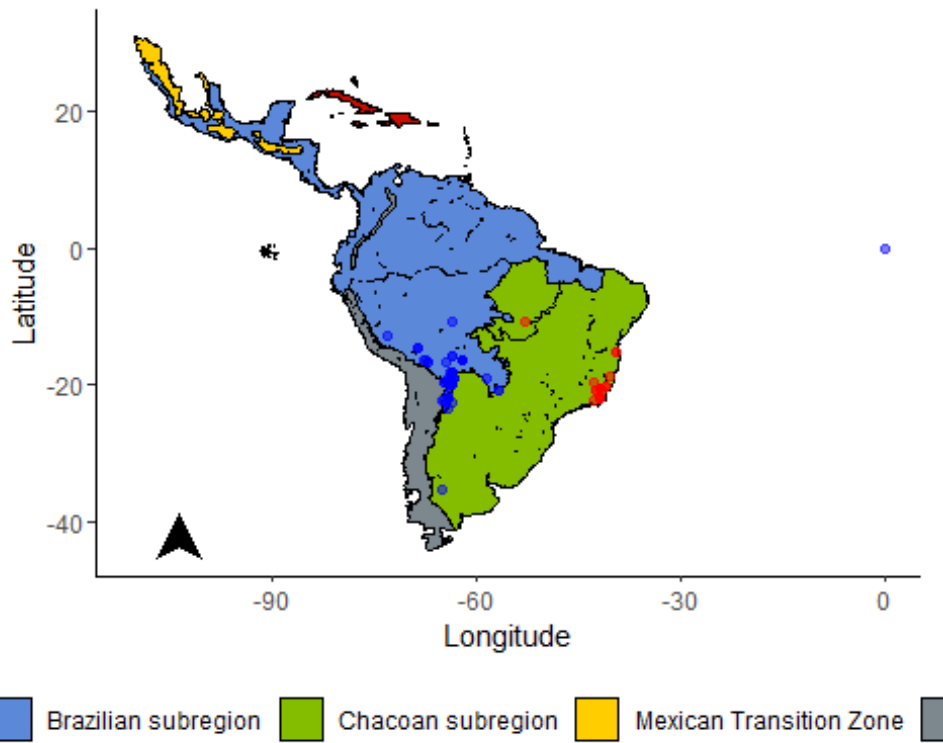 20
0
-20
-40
Latitude
-90
-60
-30
0
Longitude
Brazilian subregion
Chacoan subregion
Mexican Transition Zone